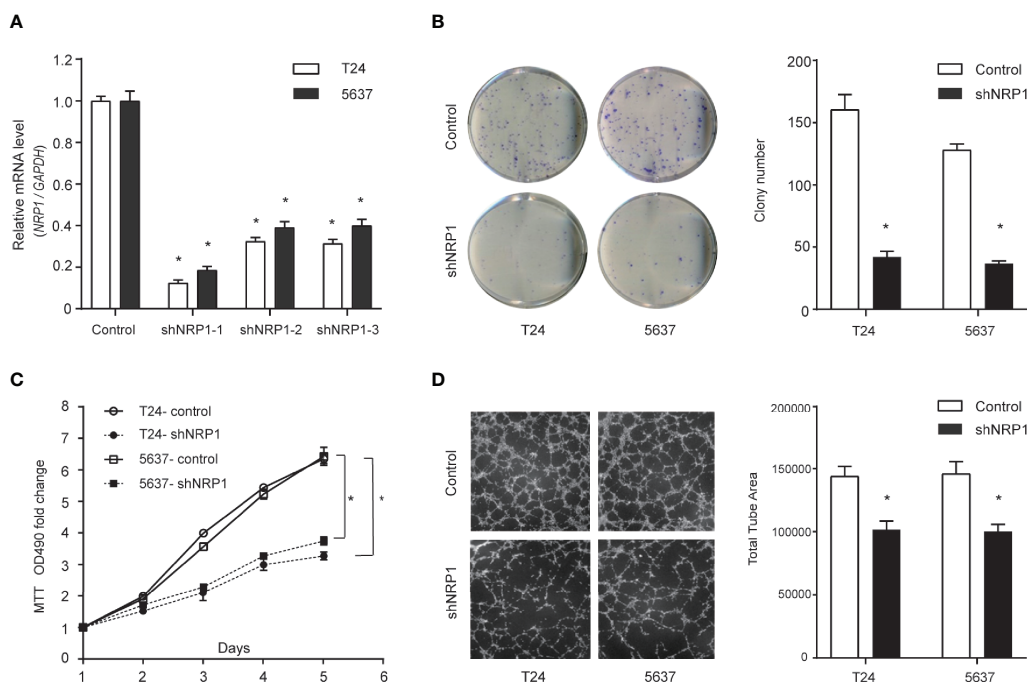 A
Relative mRNA level
(NRP1 / GAPDH)
1.2
1.0
0.8
0.6
0.4
0.2
0
T24
5637
* * * * * *
Control shNRP1-1 shNRP1-2 shNRP1-3
B
Control
shNRP1
T24 5637
Clony number
200
150
100
50
0
Control
shNRP1
* *
T24 5637
C
MTT OD490 fold change
8
7
6
5
4
3
2
1
0
T24- control
T24- shNRP1
5637- control
5637- shNRP1
* *
Days
1 2 3 4 5 6
D
Control
shNRP1
T24 5637
Total Tube Area
200000
150000
100000
50000
0
Control
shNRP1
* *
T24 5637